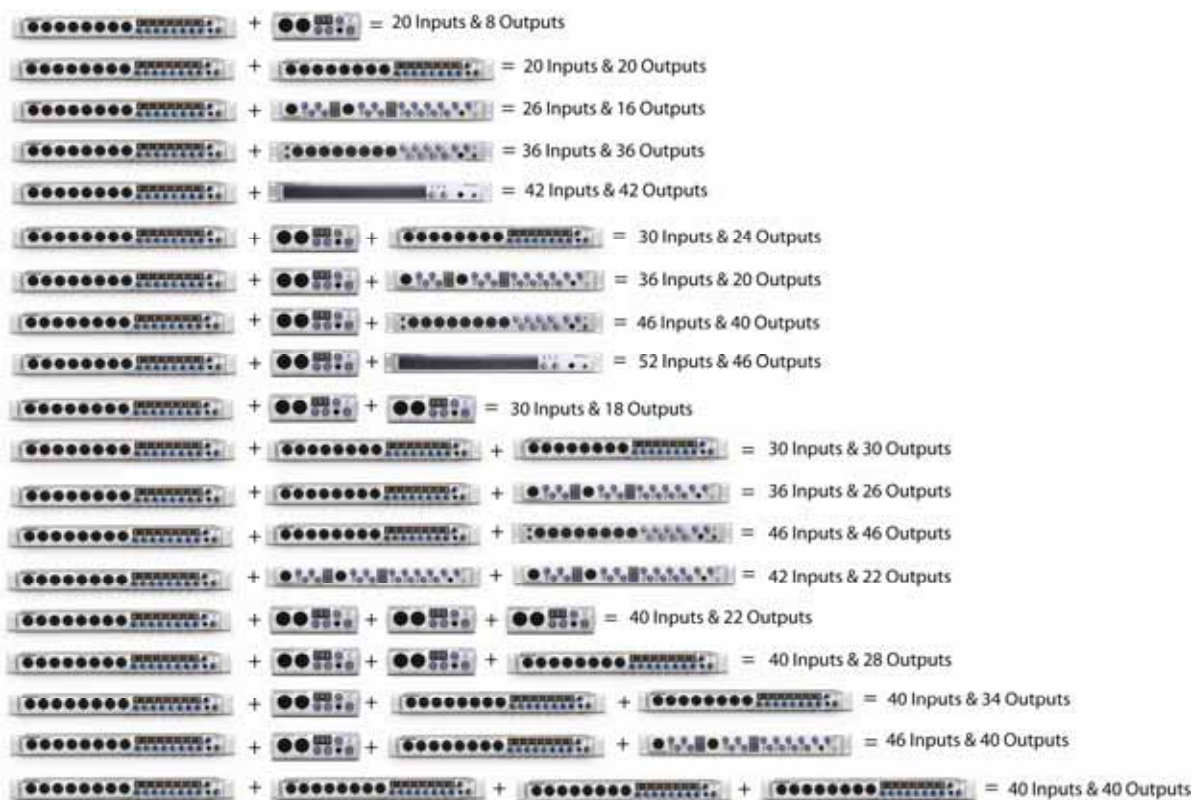 + = 20 Inputs & 8 Outputs
+ = 20 Inputs & 20 Outputs
+ = 26 Inputs & 16 Outputs
+ = 36 Inputs & 36 Outputs
+ = 42 Inputs & 42 Outputs
+ + = 30 Inputs & 24 Outputs
+ + = 36 Inputs & 20 Outputs
+ + = 46 Inputs & 40 Outputs
+ + = 52 Inputs & 46 Outputs
+ + = 30 Inputs & 18 Outputs
+ + = 30 Inputs & 30 Outputs
+ + = 36 Inputs & 26 Outputs
+ + = 46 Inputs & 46 Outputs
+ + = 42 Inputs & 22 Outputs
+ + + = 40 Inputs & 22 Outputs
+ + + = 40 Inputs & 28 Outputs
+ + + = 40 Inputs & 34 Outputs
+ + + = 46 Inputs & 40 Outputs
+ + + = 40 Inputs & 40 Outputs